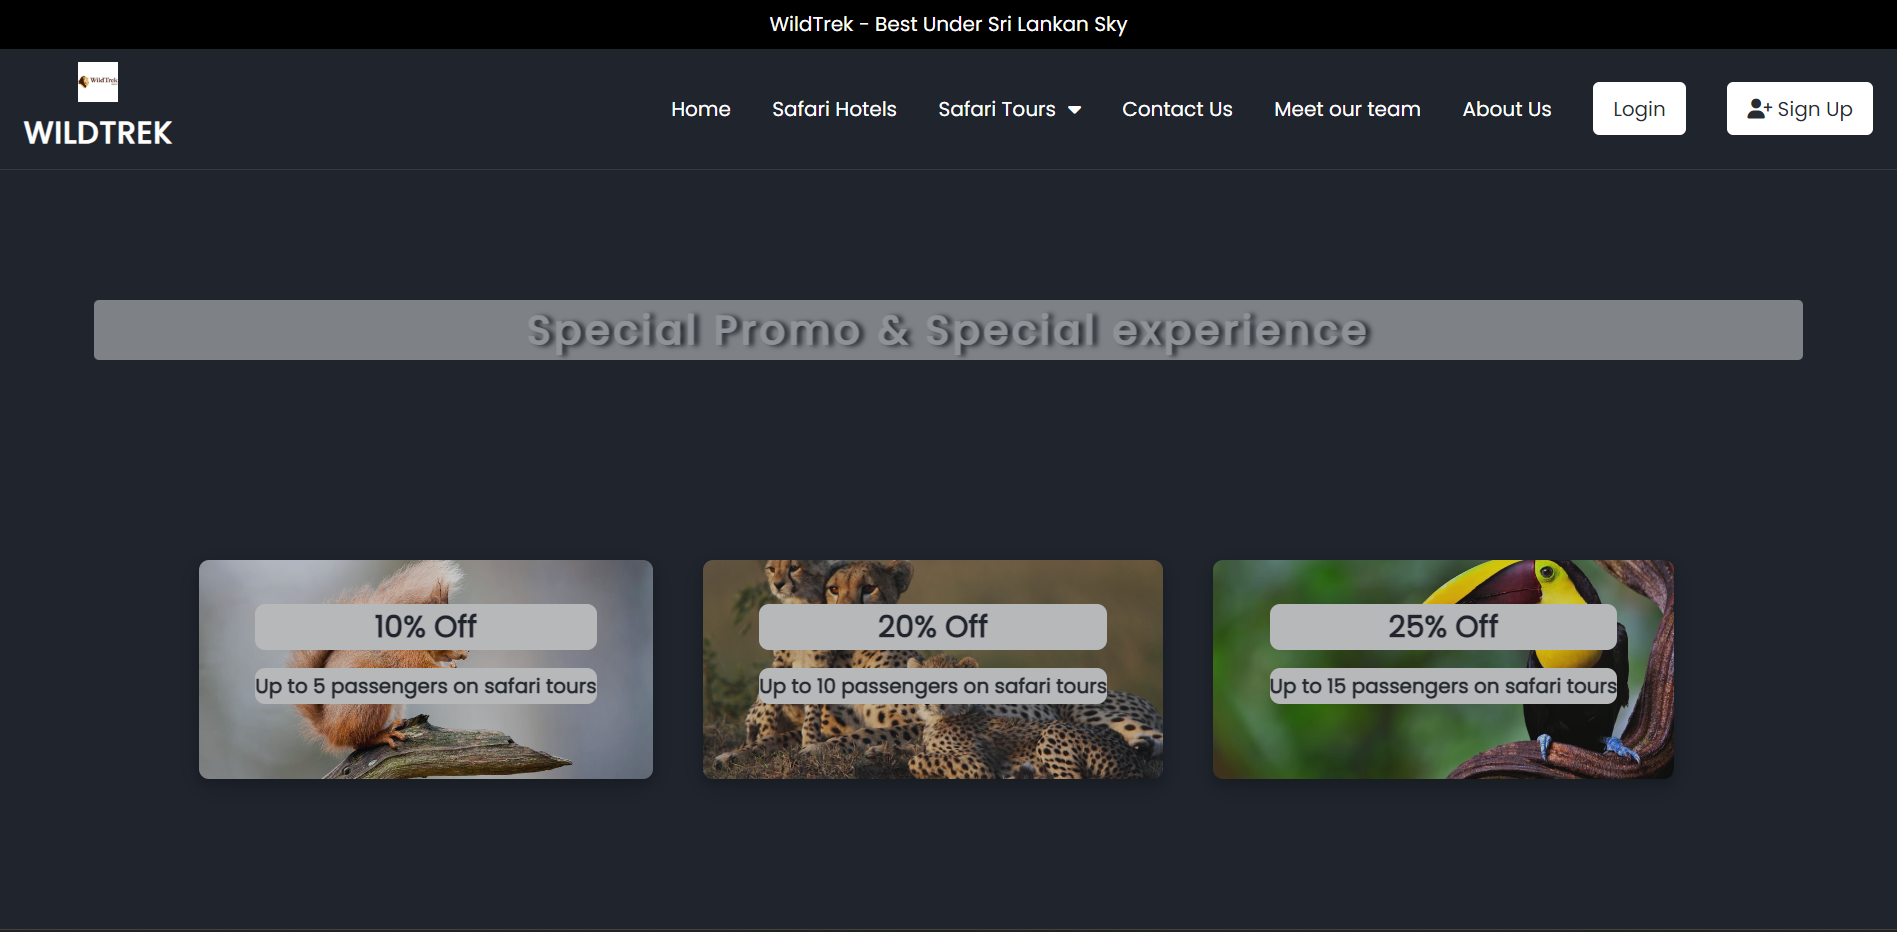 WildTrek - Best Under Sri Lankan Sky
WildTrek
WILDTREK
Home
Safari Hotels
Safari Tours
Contact Us
Meet our team
About Us
Login
Sign Up
Special Promo & Special experience
10% Off
Up to 5 passengers on safari tours
20% Off
Up to 10 passengers on safari tours
25% Off
Up to 15 passengers on safari tours